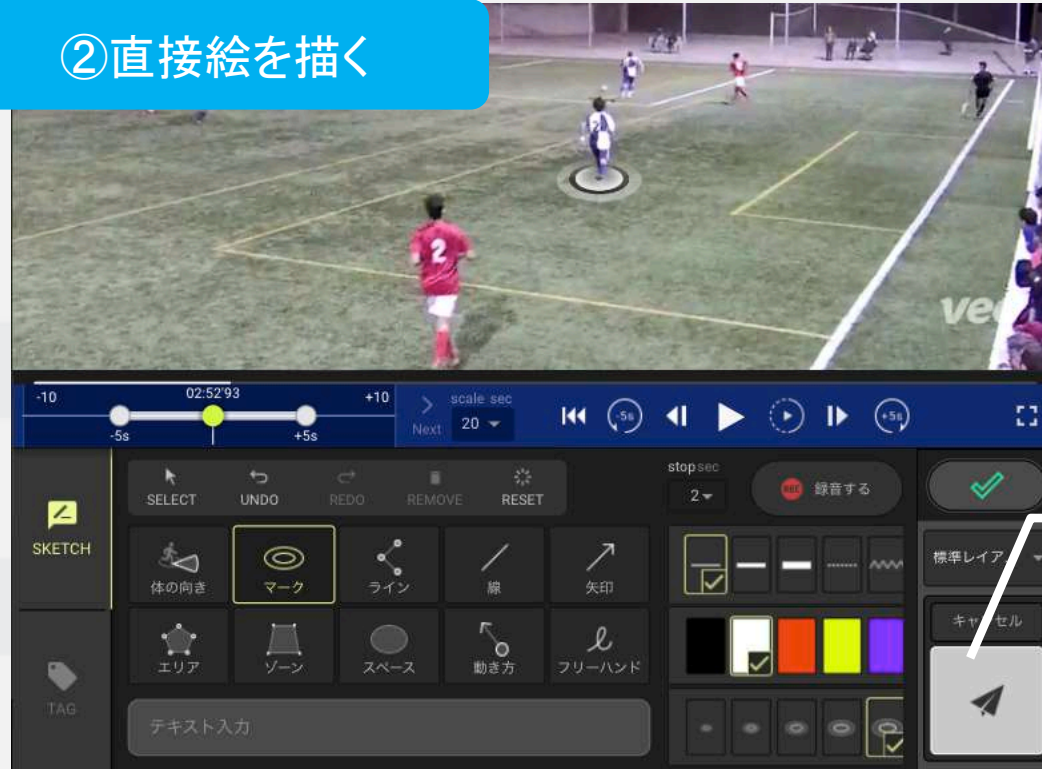 ②直接絵を描く
2
2
veo
-10
02:52'93
+10
-5s
+5s
Next
scale sec
20
-5s
+5s
SKETCH
TAG
SELECT
UNDO
REDO
REMOVE
RESET
stop sec
2
REC
録音する
体の向き
マーク
ライン
線
矢印
エリア
ゾーン
スペース
動き方
フリーハンド
テキスト入力
標準レイア
キャンセル